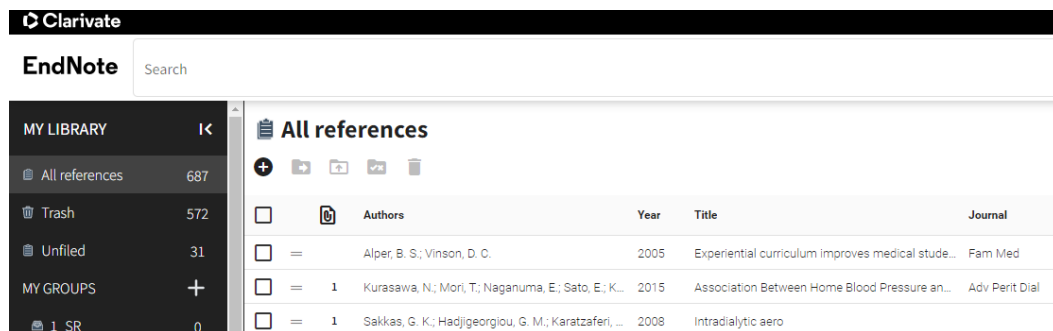 Clarivate
EndNote Search
MY LIBRARY
All references 687
Trash 572
Unfiled 31
MY GROUPS +
1_SR 0
All references
Authors Year Title Journal
Alper, B. S.; Vinson, D. C. 2005 Experiential curriculum improves medical stude... Fam Med
1 Kurasawa, N.; Mori, T.; Naganuma, E.; Sato, E.; K... 2015 Association Between Home Blood Pressure an... Adv Perit Dial
1 Sakkas, G. K.; Hadjigeorgiou, G. M.; Karatzaferi, ... 2008 Intradialytic aero